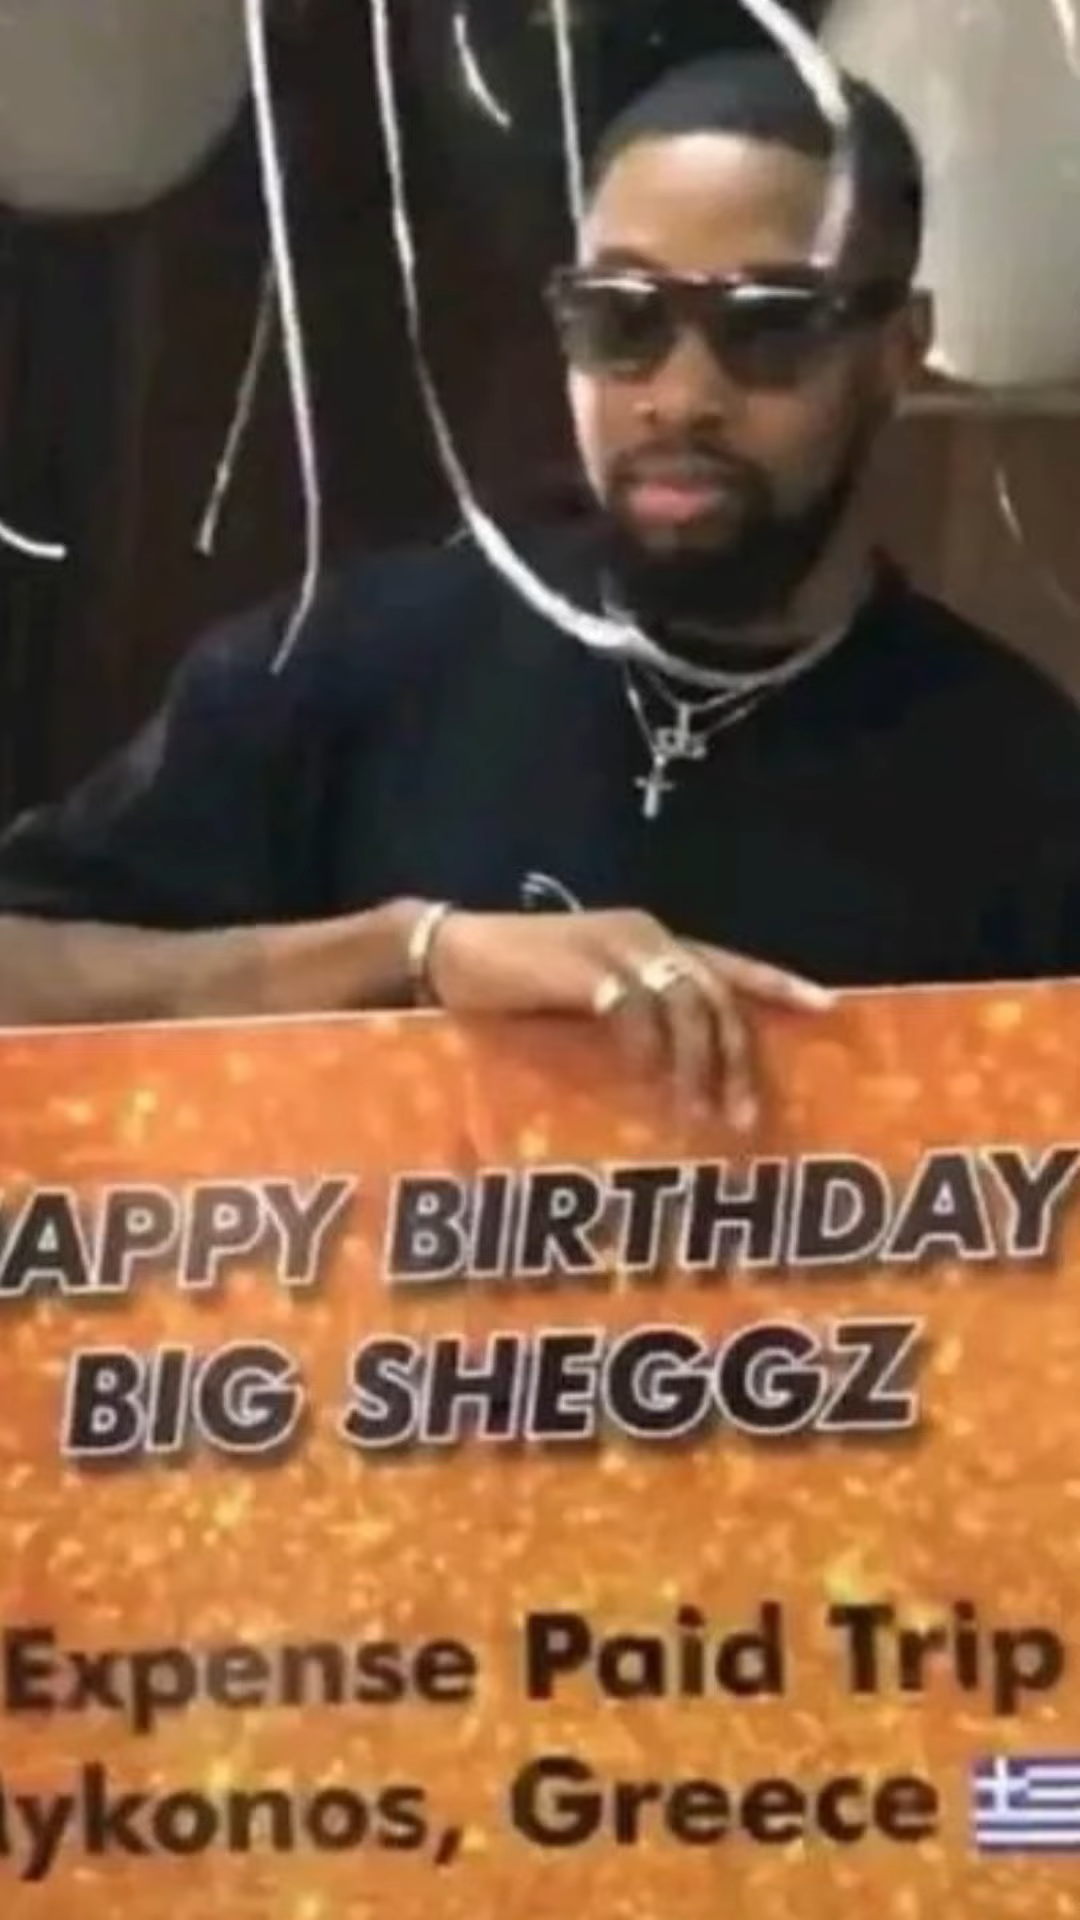 APPY BIRTHDAY
BIG SHEGGZ
Expense Paid Trip
ykonos, Greece